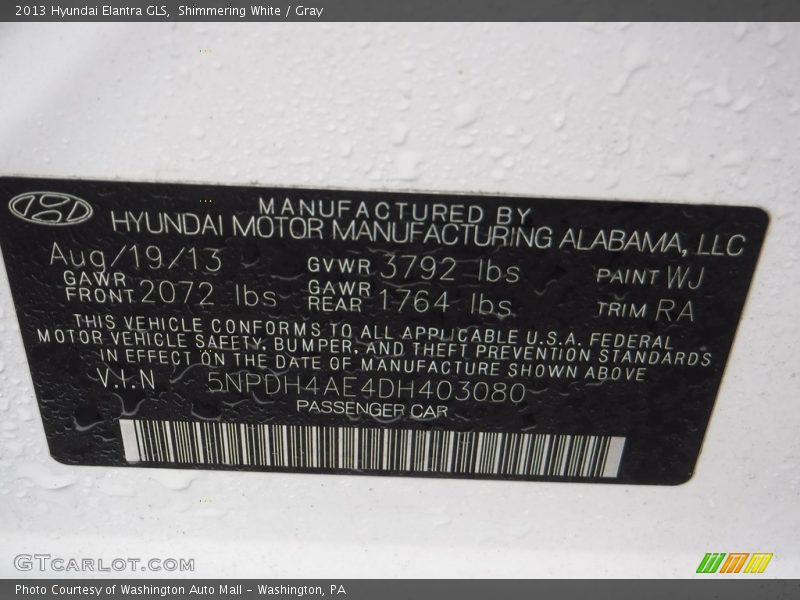 2013 Hyundai Elantra GLS, Shimmering White / Gray
MANUFACTURED BY
HYUNDAI MOTOR MANUFACTURING ALABAMA, LLC
Aug/19/13 GVWR 3792 lbs PAINT WJ
GAWR FRONT 2072 lbs GAWR REAR 1764 lbs TRIM RA
THIS VEHICLE CONFORMS TO ALL APPLICABLE U.S.A. FEDERAL
MOTOR VEHICLE SAFETY, BUMPER, AND THEFT PREVENTION STANDARDS
IN EFFECT ON THE DATE OF MANUFACTURE SHOWN ABOVE
V.I.N 5NPDH4AE4DH403080
PASSENGER CAR
GTCARLOT.COM
Photo Courtesy of Washington Auto Mall - Washington, PA